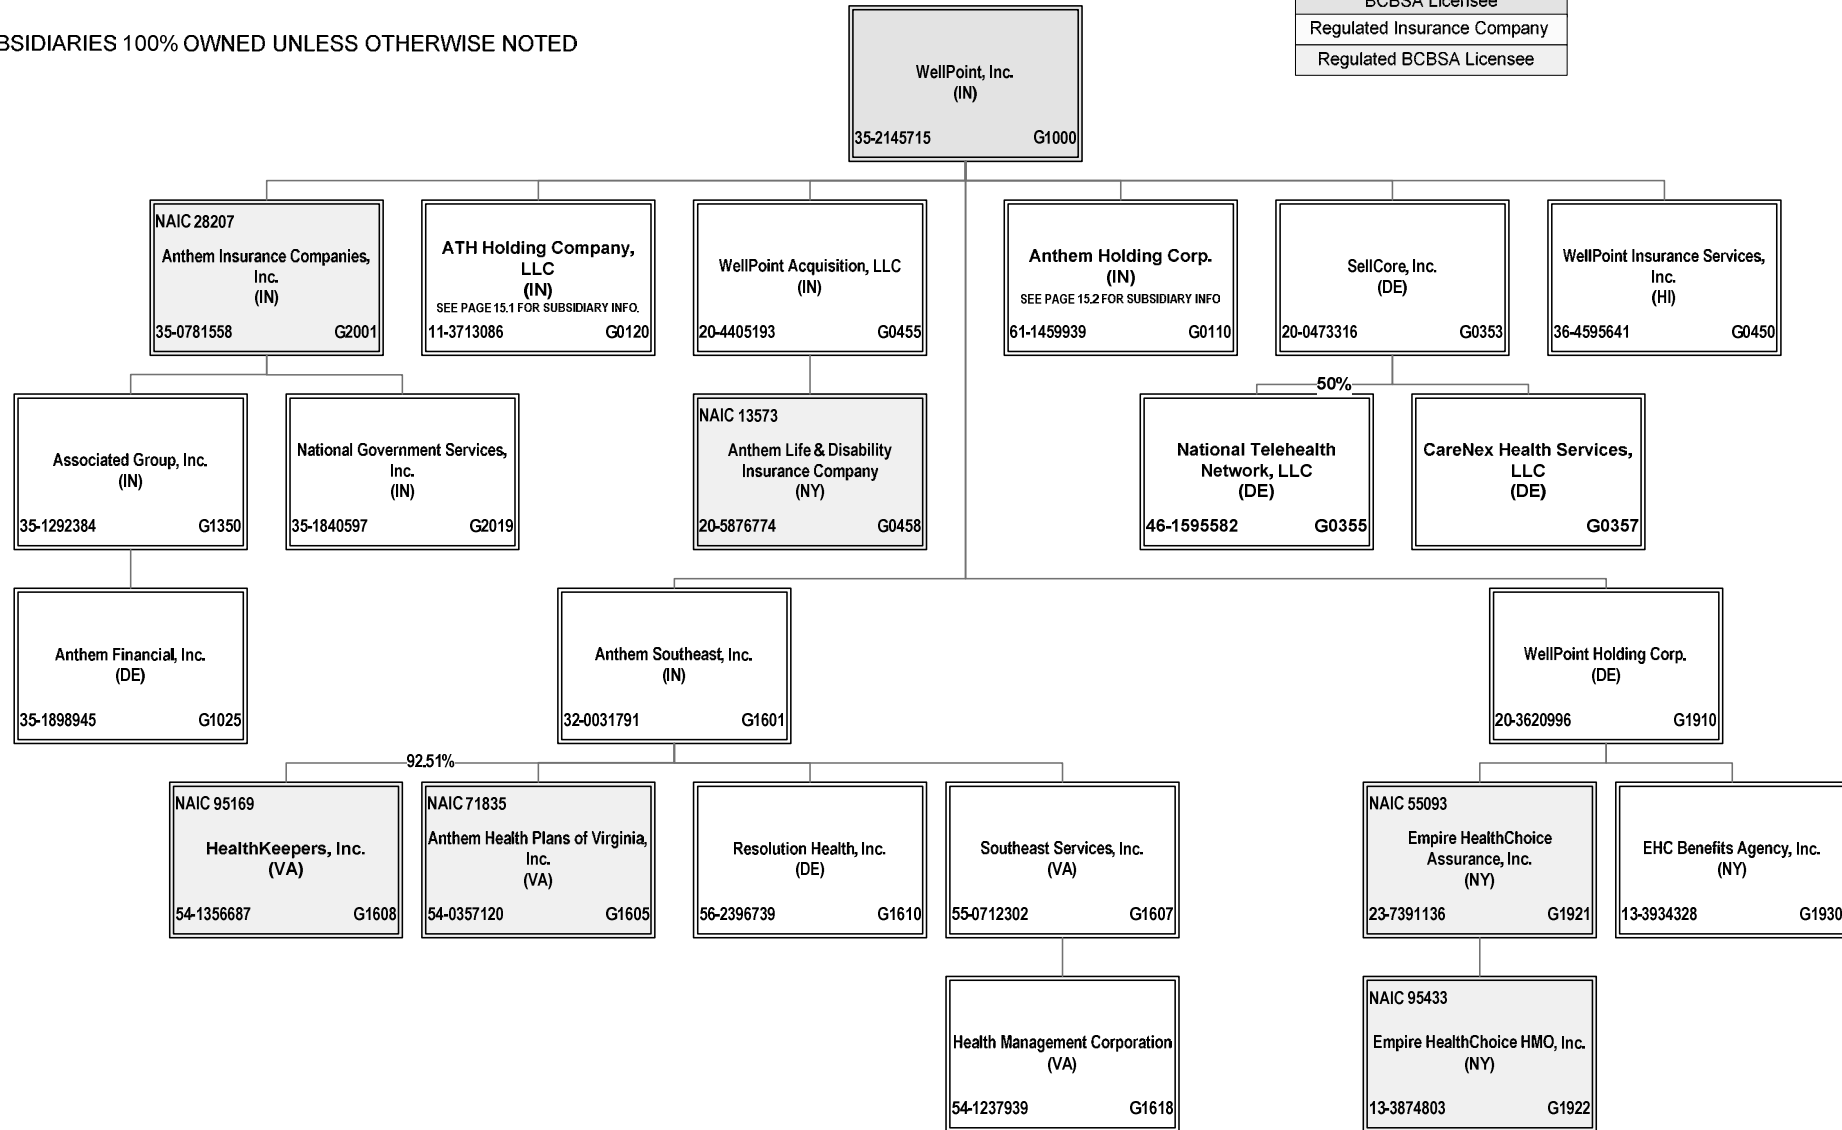 BCBSA Licensee
Regulated Insurance Company
Regulated BCBSA Licensee
BSIDIARIES 100% OWNED UNLESS OTHERWISE NOTED
WellPoint, Inc.
(IN)
35-2145715 G1000
NAIC 28207
Anthem Insurance Companies,
Inc.
(IN)
35-0781558 G2001
ATH Holding Company,
LLC
(IN)
SEE PAGE 15.1 FOR SUBSIDIARY INFO.
11-3713086 G0120
WellPoint Acquisition, LLC
(IN)
20-4405193 G0455
Anthem Holding Corp.
(IN)
SEE PAGE 15.2 FOR SUBSIDIARY INFO
61-1459939 G0110
SellCore, Inc.
(DE)
20-0473316 G0353
WellPoint Insurance Services,
Inc.
(HI)
36-4595641 G0450
50%
Associated Group, Inc.
(IN)
35-1292384 G1350
National Government Services,
Inc.
(IN)
35-1840597 G2019
NAIC 13573
Anthem Life & Disability
Insurance Company
(NY)
20-5876774 G0458
National Telehealth
Network, LLC
(DE)
46-1595582 G0355
CareNex Health Services,
LLC
(DE)
G0357
Anthem Financial, Inc.
(DE)
35-1898945 G1025
Anthem Southeast, Inc.
(IN)
32-0031791 G1601
WellPoint Holding Corp.
(DE)
20-3620996 G1910
92.51%
NAIC 95169
HealthKeepers, Inc.
(VA)
54-1356687 G1608
NAIC 71835
Anthem Health Plans of Virginia,
Inc.
(VA)
54-0357120 G1605
Resolution Health, Inc.
(DE)
56-2396739 G1610
Southeast Services, Inc.
(VA)
55-0712302 G1607
NAIC 55093
Empire HealthChoice
Assurance, Inc.
(NY)
23-7391136 G1921
EHC Benefits Agency, Inc.
(NY)
13-3934328 G1930
Health Management Corporation
(VA)
54-1237939 G1618
NAIC 95433
Empire HealthChoice HMO, Inc.
(NY)
13-3874803 G1922